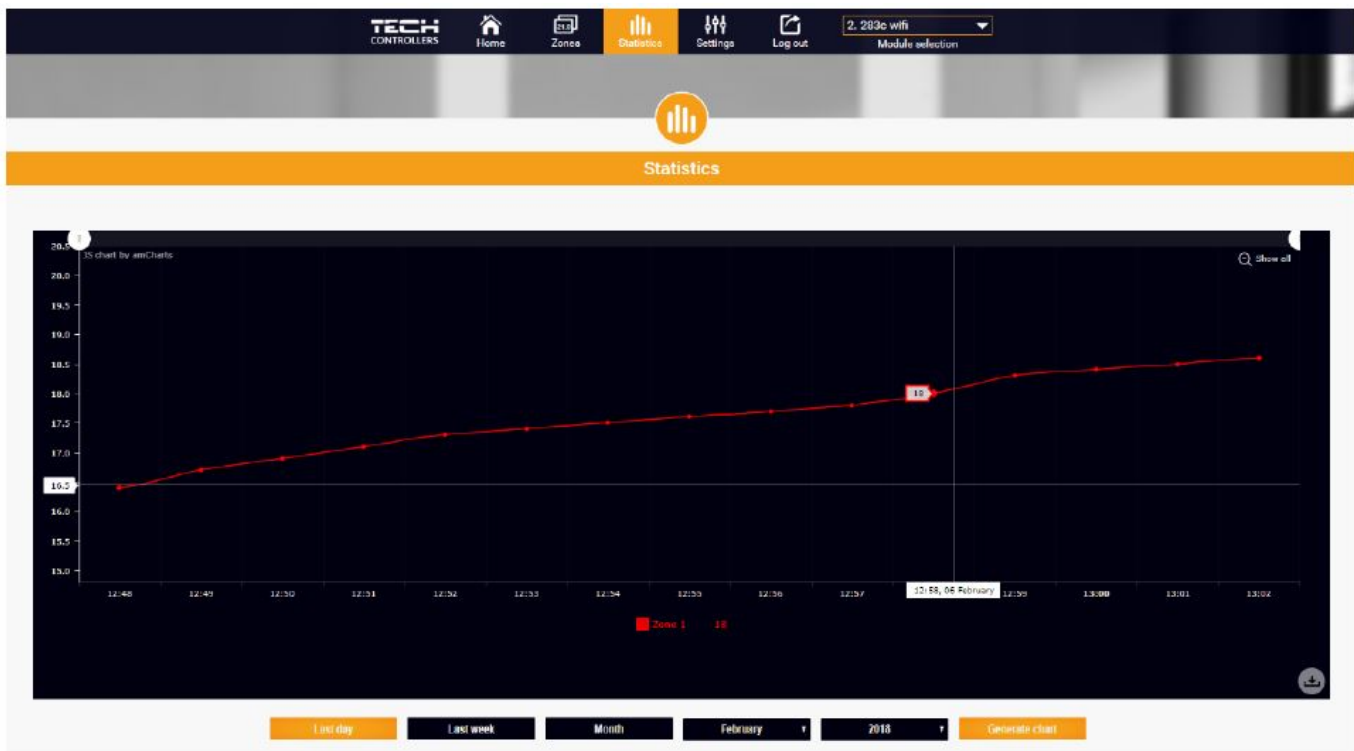 TECH
CONTROLLERS
Home
21.0
Zones
Statistics
Settings
Log out
2. 283c wifi
Module selection
Statistics
20.5
JS chart by amCharts
Show all
20.0
19.5
19.0
18.5
18.0
18
17.5
17.0
16.5
16.0
15.5
15.0
12:48 12:49 12:50 12:51 12:52 12:53 12:54 12:55 12:56 12:57 12:58, 06 February 12:59 13:00 13:01 13:02
Zone 1 18
Last day Last week Month February 2018 Generate chart